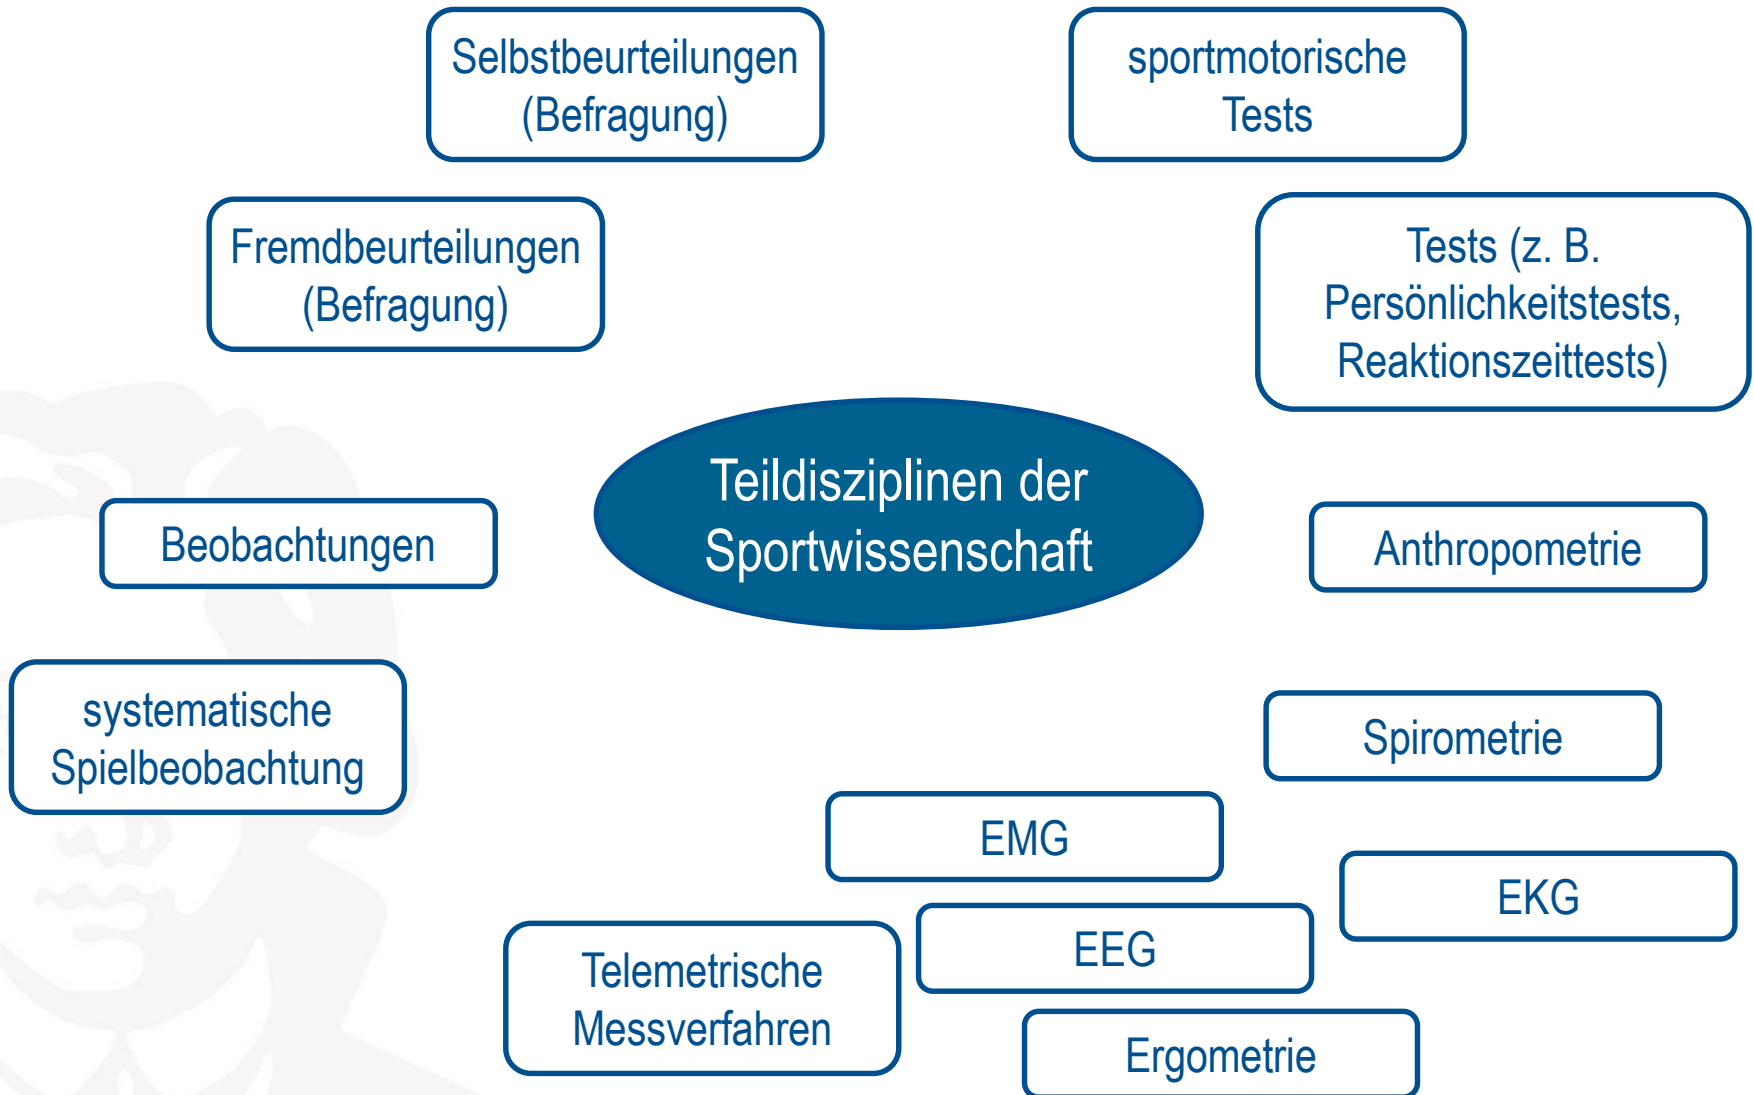 Selbstbeurteilungen
(Befragung)
sportmotorische
Tests
Fremdbeurteilungen
(Befragung)
Tests (z. B.
Persönlichkeitstests,
Reaktionszeittests)
Teildisziplinen der
Sportwissenschaft
Beobachtungen
Anthropometrie
systematische
Spielbeobachtung
Spirometrie
EMG
EKG
EEG
Telemetrische
Messverfahren
Ergometrie